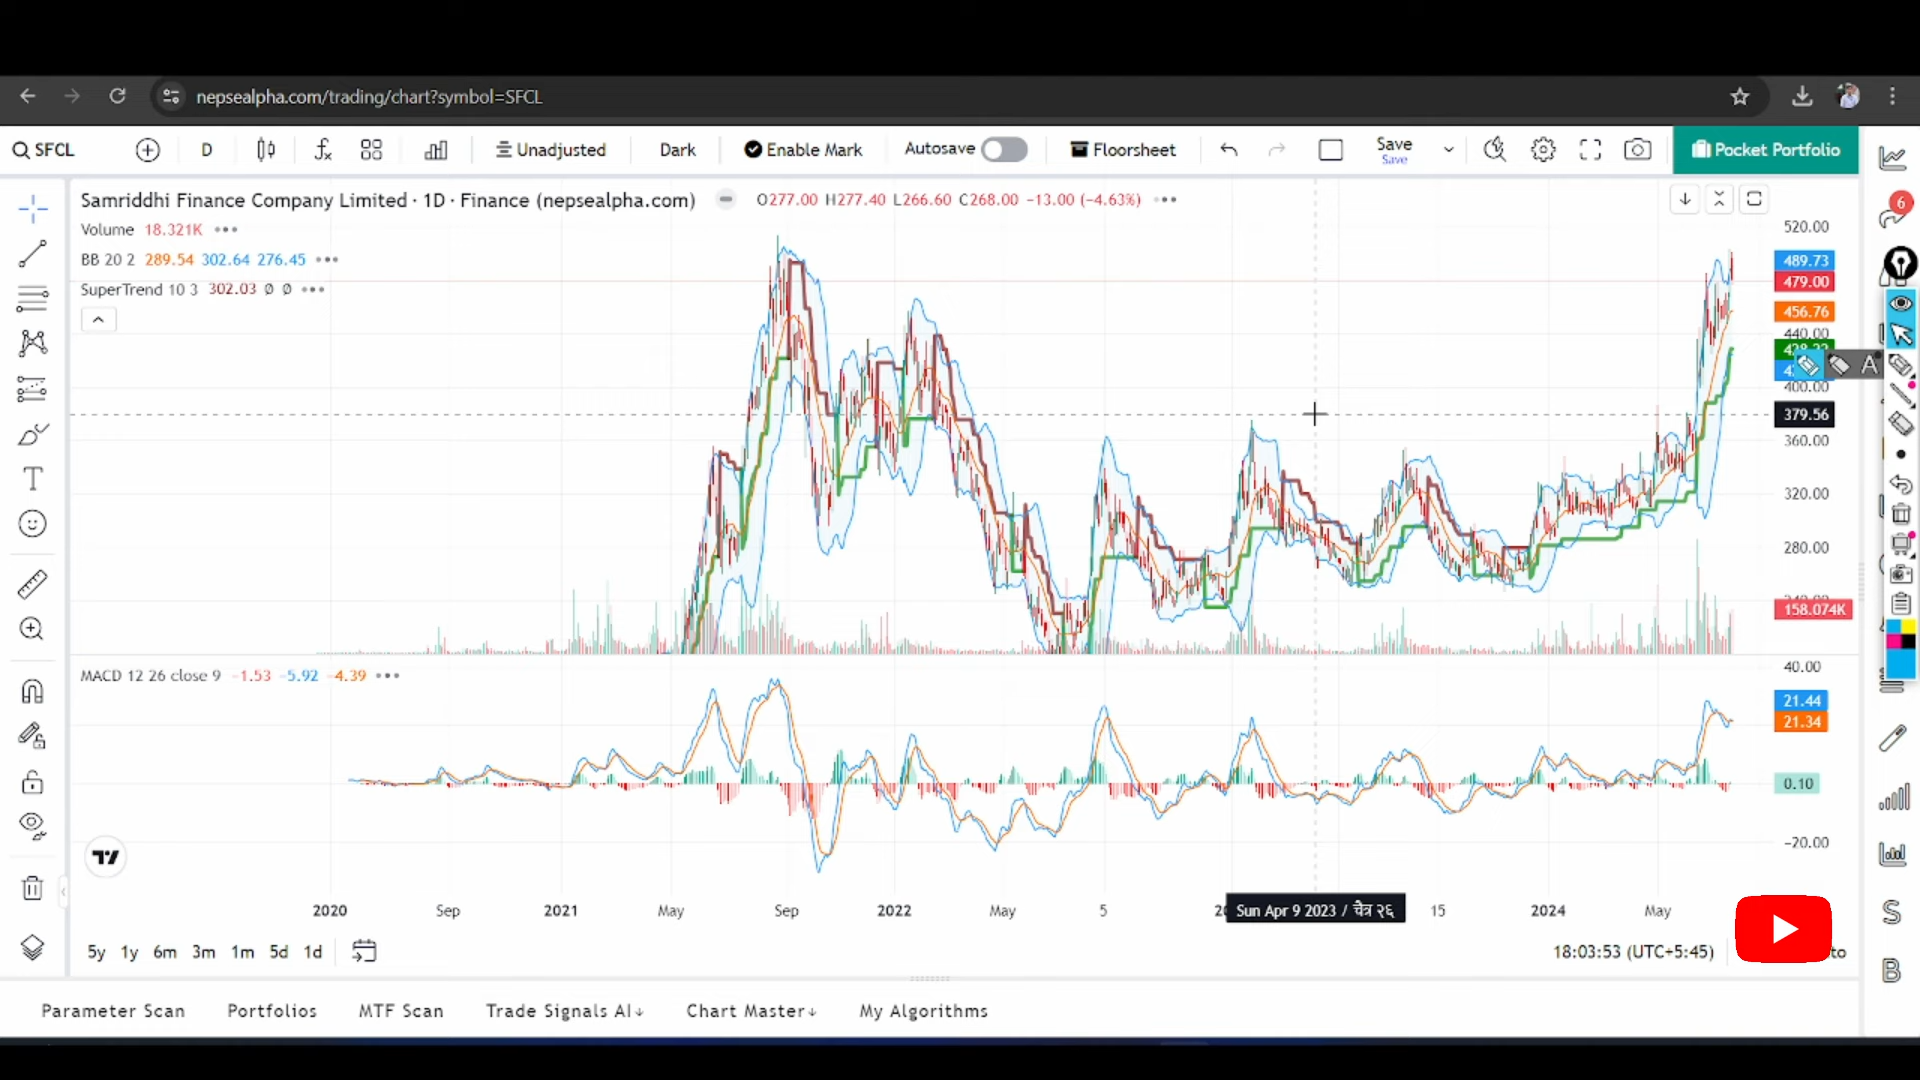 nepsealpha.com/trading/chart?symbol=SFCL
SFCL D Unadjusted Dark Enable Mark Autosave Floorsheet Save Save Pocket Portfolio
Samriddhi Finance Company Limited · 1D · Finance (nepsealpha.com) O277.00 H277.40 L266.60 C268.00 −13.00 (−4.63%)
Volume 18.321K
BB 20 2 289.54 302.64 276.45
SuperTrend 10 3 302.03 ∅ ∅
520.00
489.73
479.00
456.76
440.00
400.00
379.56
360.00
320.00
280.00
158.074K
6
A
MACD 12 26 close 9 −1.53 −5.92 −4.39
40.00
21.44
21.34
0.10
−20.00
2020 Sep 2021 May Sep 2022 May 5 Sun Apr 9 2023 / चैत्र २६ 15 2024 May
5y 1y 6m 3m 1m 5d 1d 18:03:53 (UTC+5:45)
S
B
Parameter Scan Portfolios MTF Scan Trade Signals AI↓ Chart Master↓ My Algorithms